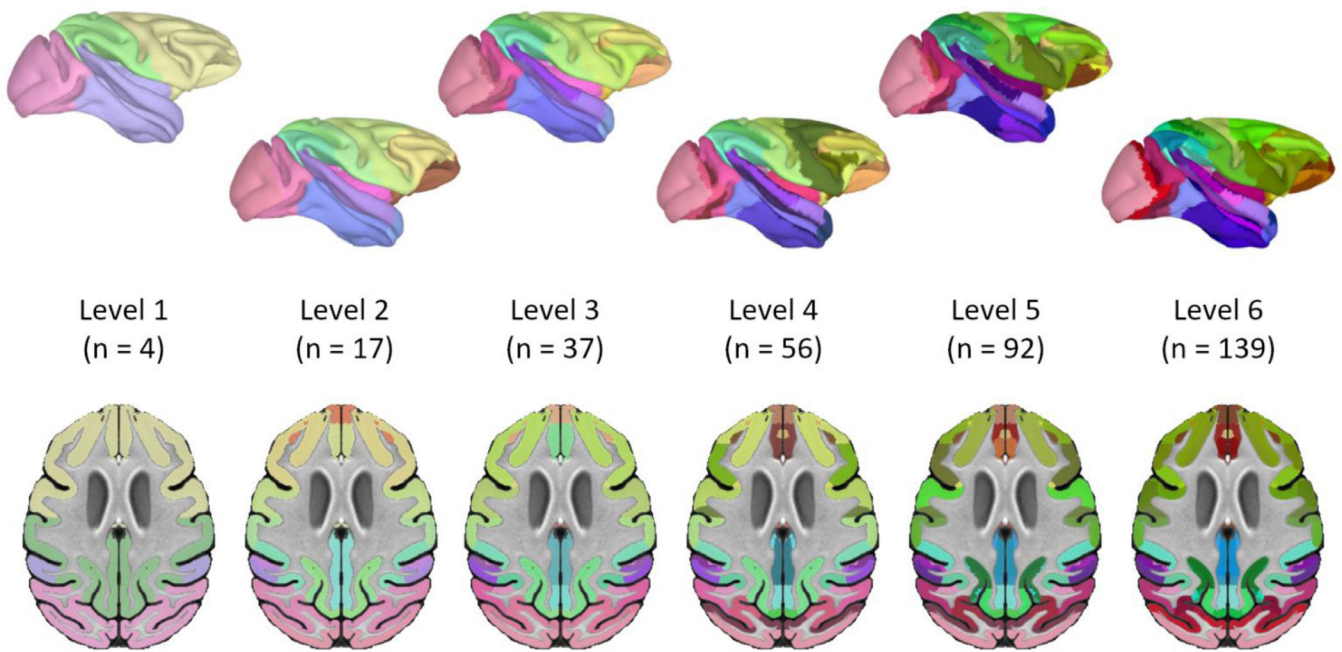 Level 1
(n = 4)
Level 2
(n = 17)
Level 3
(n = 37)
Level 4
(n = 56)
Level 5
(n = 92)
Level 6
(n = 139)